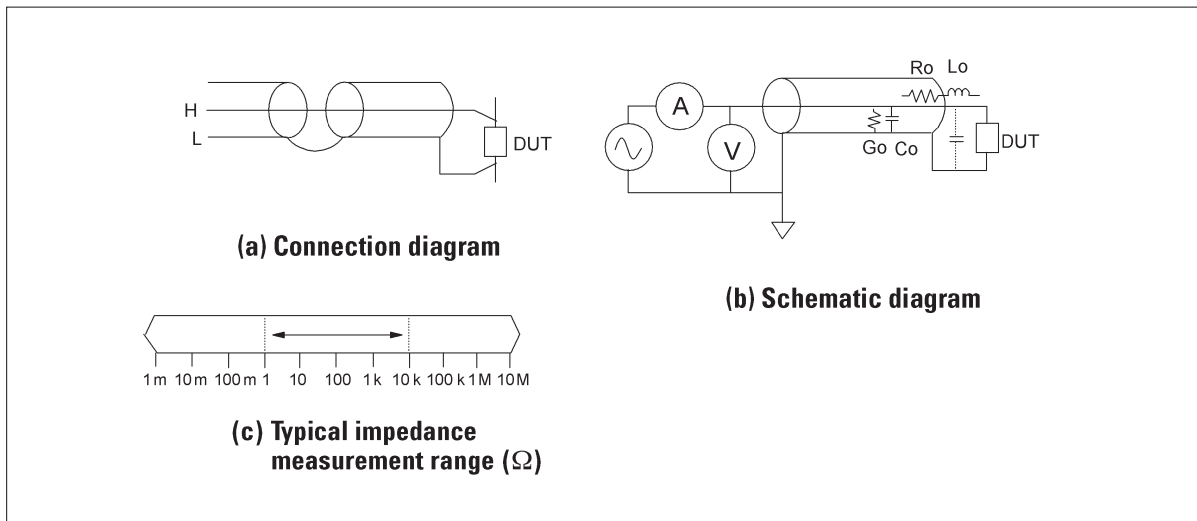 H
L
DUT
(a) Connection diagram
Ro Lo
A
V
Go Co
DUT
(b) Schematic diagram
1 m 10 m 100 m 1 10 100 1 k 10 k 100 k 1 M 10 M
(c) Typical impedance
measurement range (Ω)